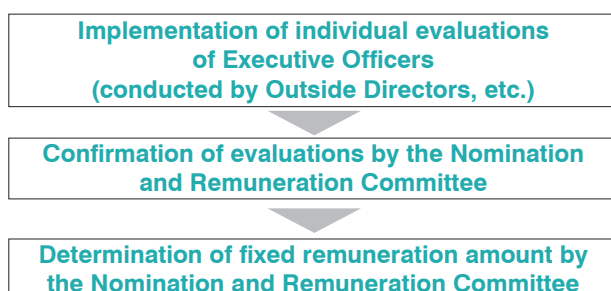 Implementation of individual evaluations
of Executive Officers
(conducted by Outside Directors, etc.)
Confirmation of evaluations by the Nomination
and Remuneration Committee
Determination of fixed remuneration amount by
the Nomination and Remuneration Committee